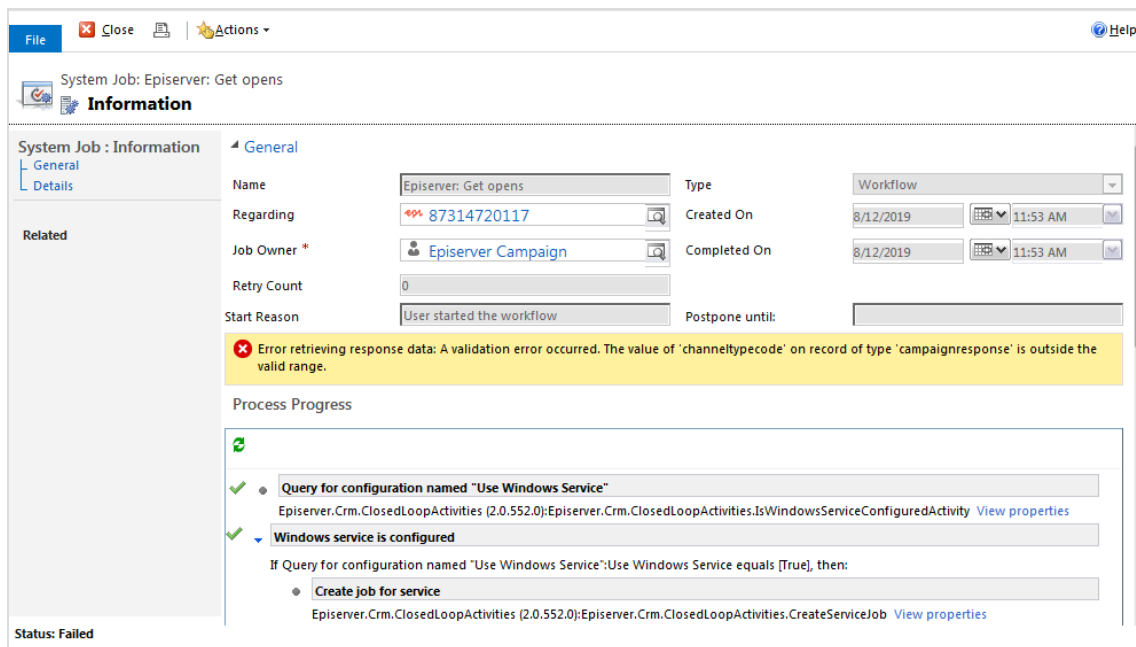 File
Close
Actions
Help
System Job: Episerver: Get opens
Information
System Job : Information
General
Details
Related
General
Name Episerver: Get opens Type Workflow
Regarding 87314720117 Created On 8/12/2019 11:53 AM
Job Owner * Episerver Campaign Completed On 8/12/2019 11:53 AM
Retry Count 0
Start Reason User started the workflow Postpone until:
Error retrieving response data: A validation error occurred. The value of 'channeltypecode' on record of type 'campaignresponse' is outside the
valid range.
Process Progress
Query for configuration named "Use Windows Service"
Episerver.Crm.ClosedLoopActivities (2.0.552.0):Episerver.Crm.ClosedLoopActivities.IsWindowsServiceConfiguredActivity View properties
Windows service is configured
If Query for configuration named "Use Windows Service":Use Windows Service equals [True], then:
Create job for service
Episerver.Crm.ClosedLoopActivities (2.0.552.0):Episerver.Crm.ClosedLoopActivities.CreateServiceJob View properties
Status: Failed